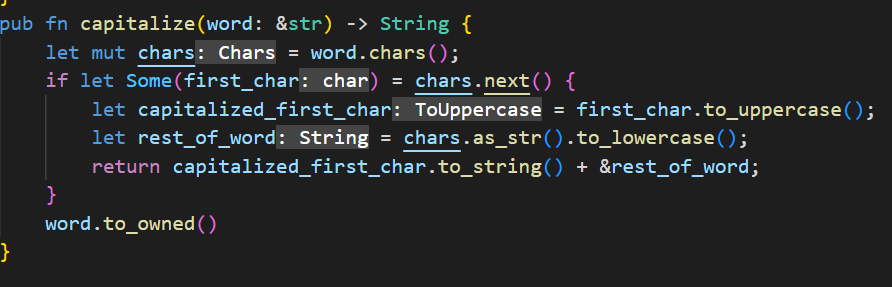 pub fn capitalize(word: &str) -> String {
    let mut chars: Chars = word.chars();
    if let Some(first_char: char) = chars.next() {
        let capitalized_first_char: ToUppercase = first_char.to_uppercase();
        let rest_of_word: String = chars.as_str().to_lowercase();
        return capitalized_first_char.to_string() + &rest_of_word;
    }
    word.to_owned()
}